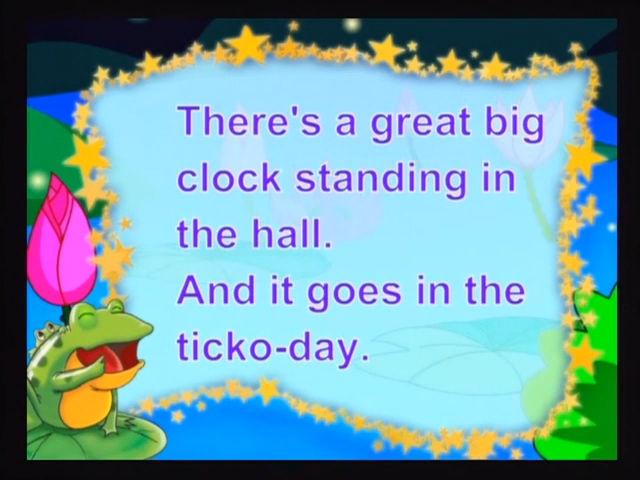 There's a great big
clock standing in
the hall.
And it goes in the
ticko-day.